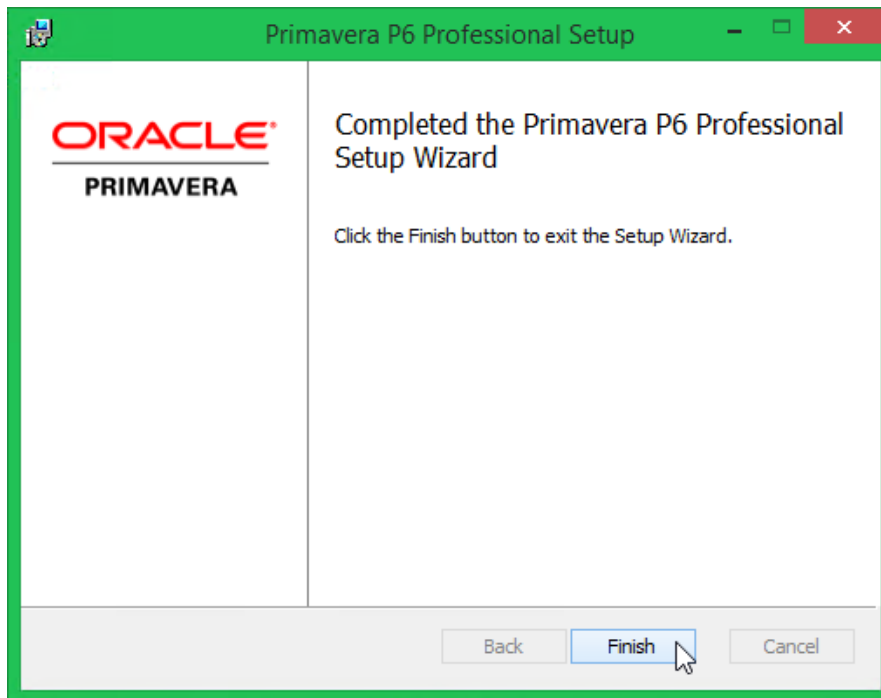 Primavera P6 Professional Setup
ORACLE
PRIMAVERA
Completed the Primavera P6 Professional
Setup Wizard
Click the Finish button to exit the Setup Wizard.
Back Finish Cancel